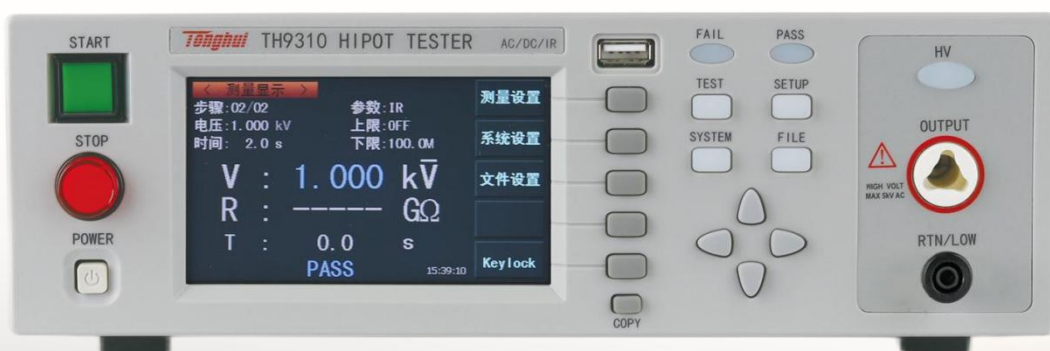 START
Tonghui TH9310 HIPOT TESTER AC/DC/IR
FAIL PASS
HV
< 测量显示 >
步骤:02/02 参数:IR
电压:1.000 kV 上限:OFF
时间: 2.0 s 下限:100.0M
测量设置
系统设置
文件设置
Keylock
V : 1.000 kV
R : ----- GΩ
T : 0.0 s
PASS 15:39:10
TEST SETUP
SYSTEM FILE
STOP
POWER
COPY
OUTPUT
HIGH VOLT
MAX 5kV AC
RTN/LOW